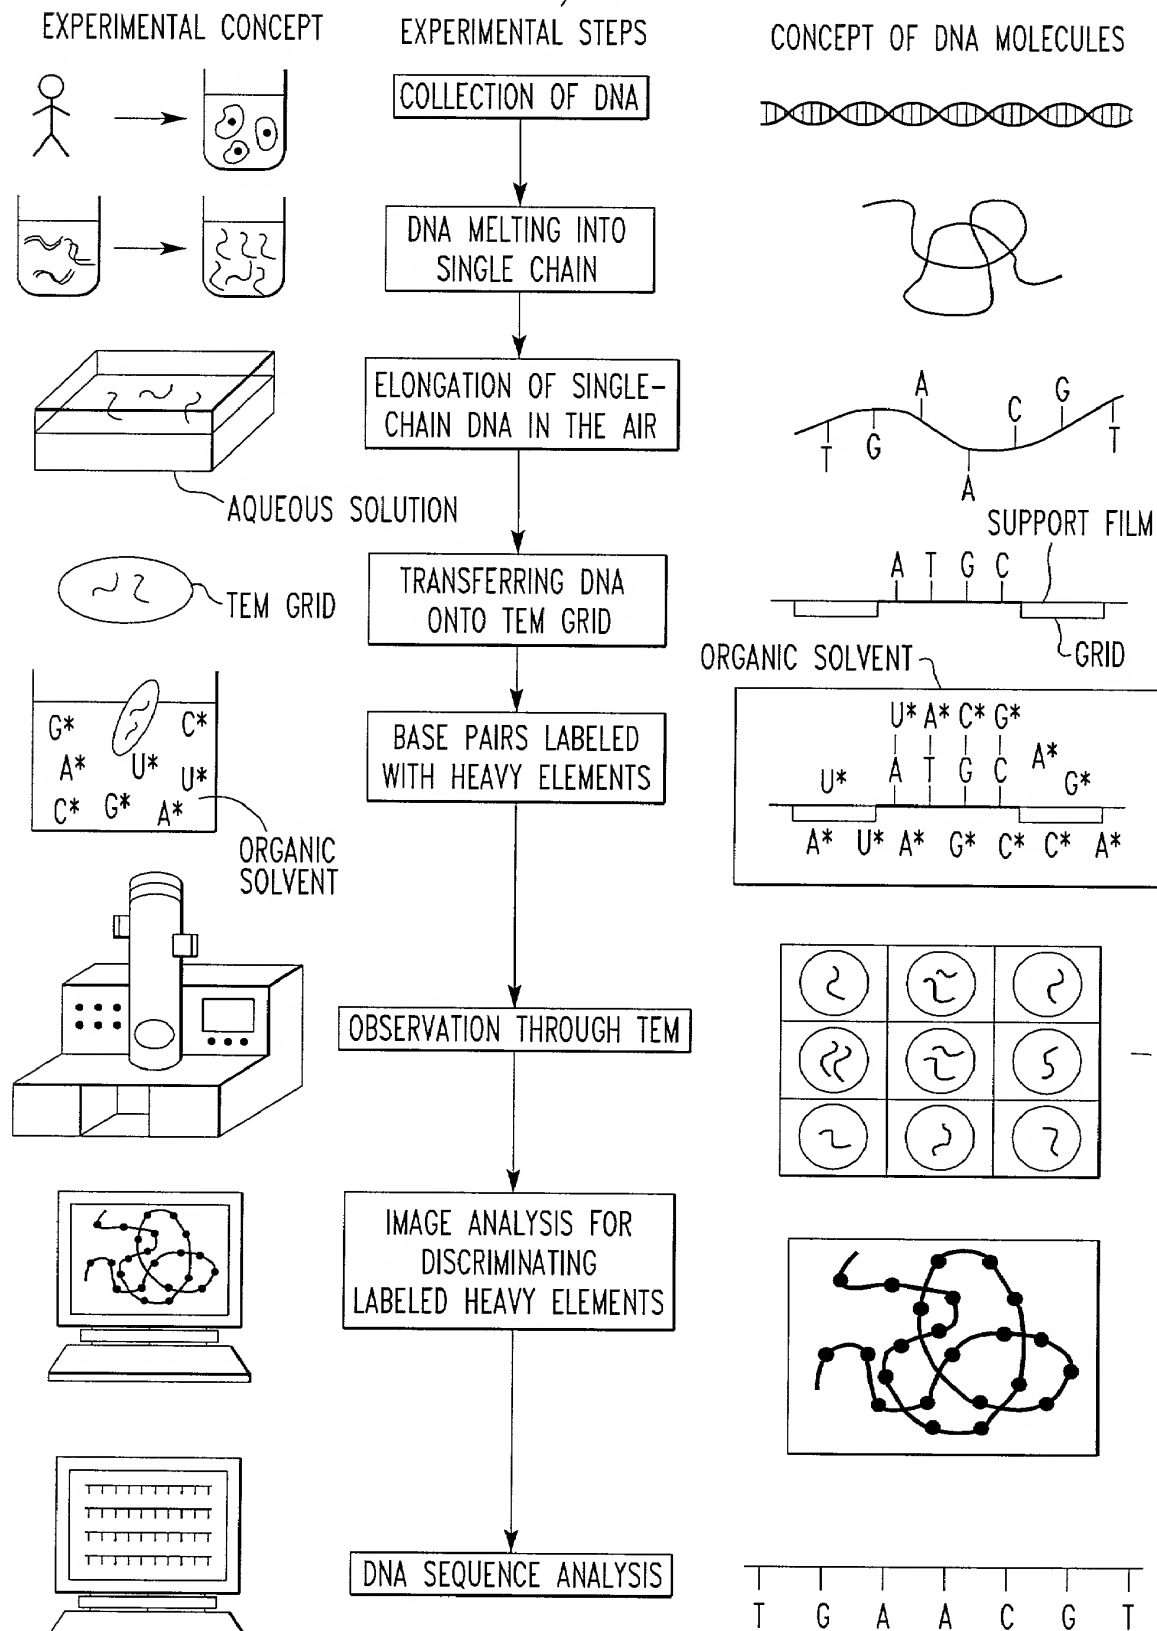 EXPERIMENTAL CONCEPT
EXPERIMENTAL STEPS
CONCEPT OF DNA MOLECULES
COLLECTION OF DNA
DNA MELTING INTO
SINGLE CHAIN
ELONGATION OF SINGLE-
CHAIN DNA IN THE AIR
A
C
G
T
G
T
A
AQUEOUS SOLUTION
SUPPORT FILM
TEM GRID
TRANSFERRING DNA
ONTO TEM GRID
A T G C
GRID
ORGANIC SOLVENT
G* C*
A* U* U*
C* G* A*
ORGANIC
SOLVENT
BASE PAIRS LABELED
WITH HEAVY ELEMENTS
U* A* C* G*
U* A T G C A* G*
A* U* A* G* C* C* A*
OBSERVATION THROUGH TEM
IMAGE ANALYSIS FOR
DISCRIMINATING
LABELED HEAVY ELEMENTS
DNA SEQUENCE ANALYSIS
T G A A C G T